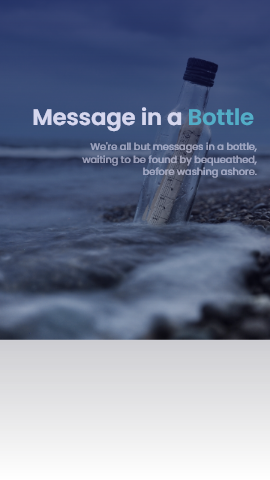 Message in a Bottle
We're all but messages in a bottle,
waiting to be found by bequeathed,
before washing ashore.